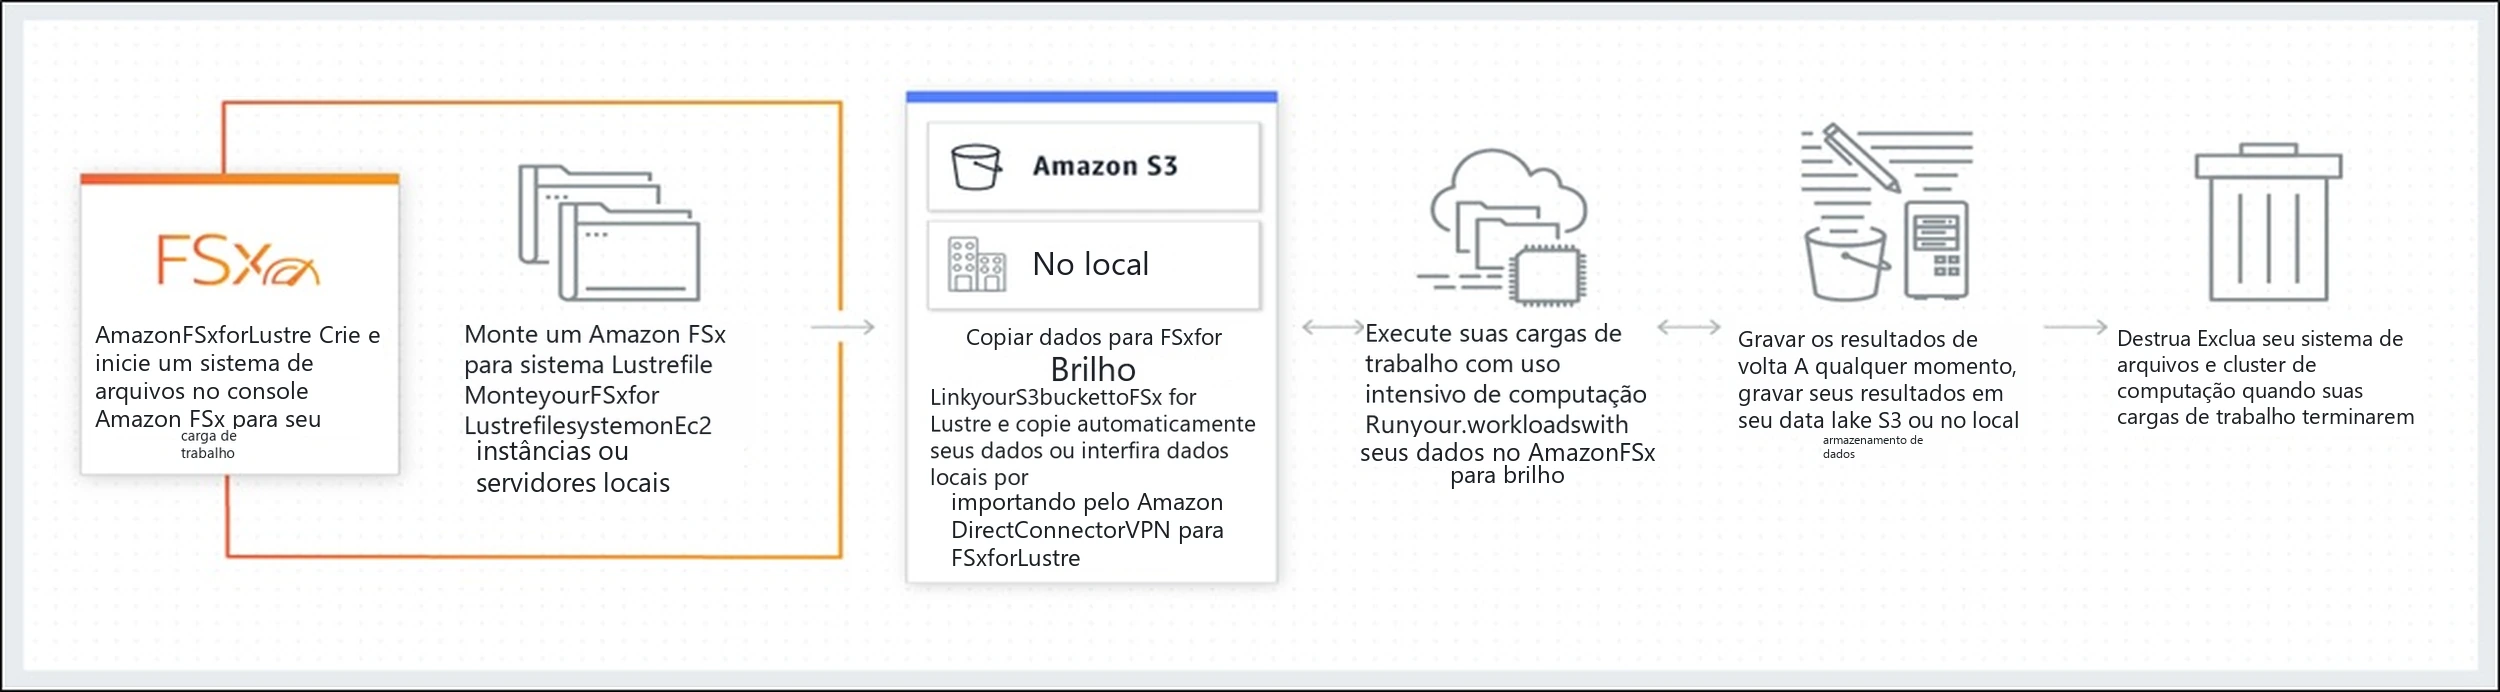 FSx
AmazonFSxforLustre Crie e
inicie um sistema de
arquivos no console
Amazon FSx para seu
carga de
trabalho
Monte um Amazon FSx
para sistema Lustrefile
MonteyourFSxfor
LustrefilesystemonEc2
instâncias ou
servidores locais
Amazon S3
No local
Copiar dados para FSxfor
Brilho
LinkyourS3buckettoFSx for
Lustre e copie automaticamente
seus dados ou interfira dados
locais por
importando pelo Amazon
DirectConnectorVPN para
FSxforLustre
Execute suas cargas de
trabalho com uso
intensivo de computação
Runyour.workloadswith
seus dados no AmazonFSx
para brilho
Gravar os resultados de
volta A qualquer momento,
gravar seus resultados em
seu data lake S3 ou no local
armazenamento de
dados
Destrua Exclua seu sistema de
arquivos e cluster de
computação quando suas
cargas de trabalho terminarem